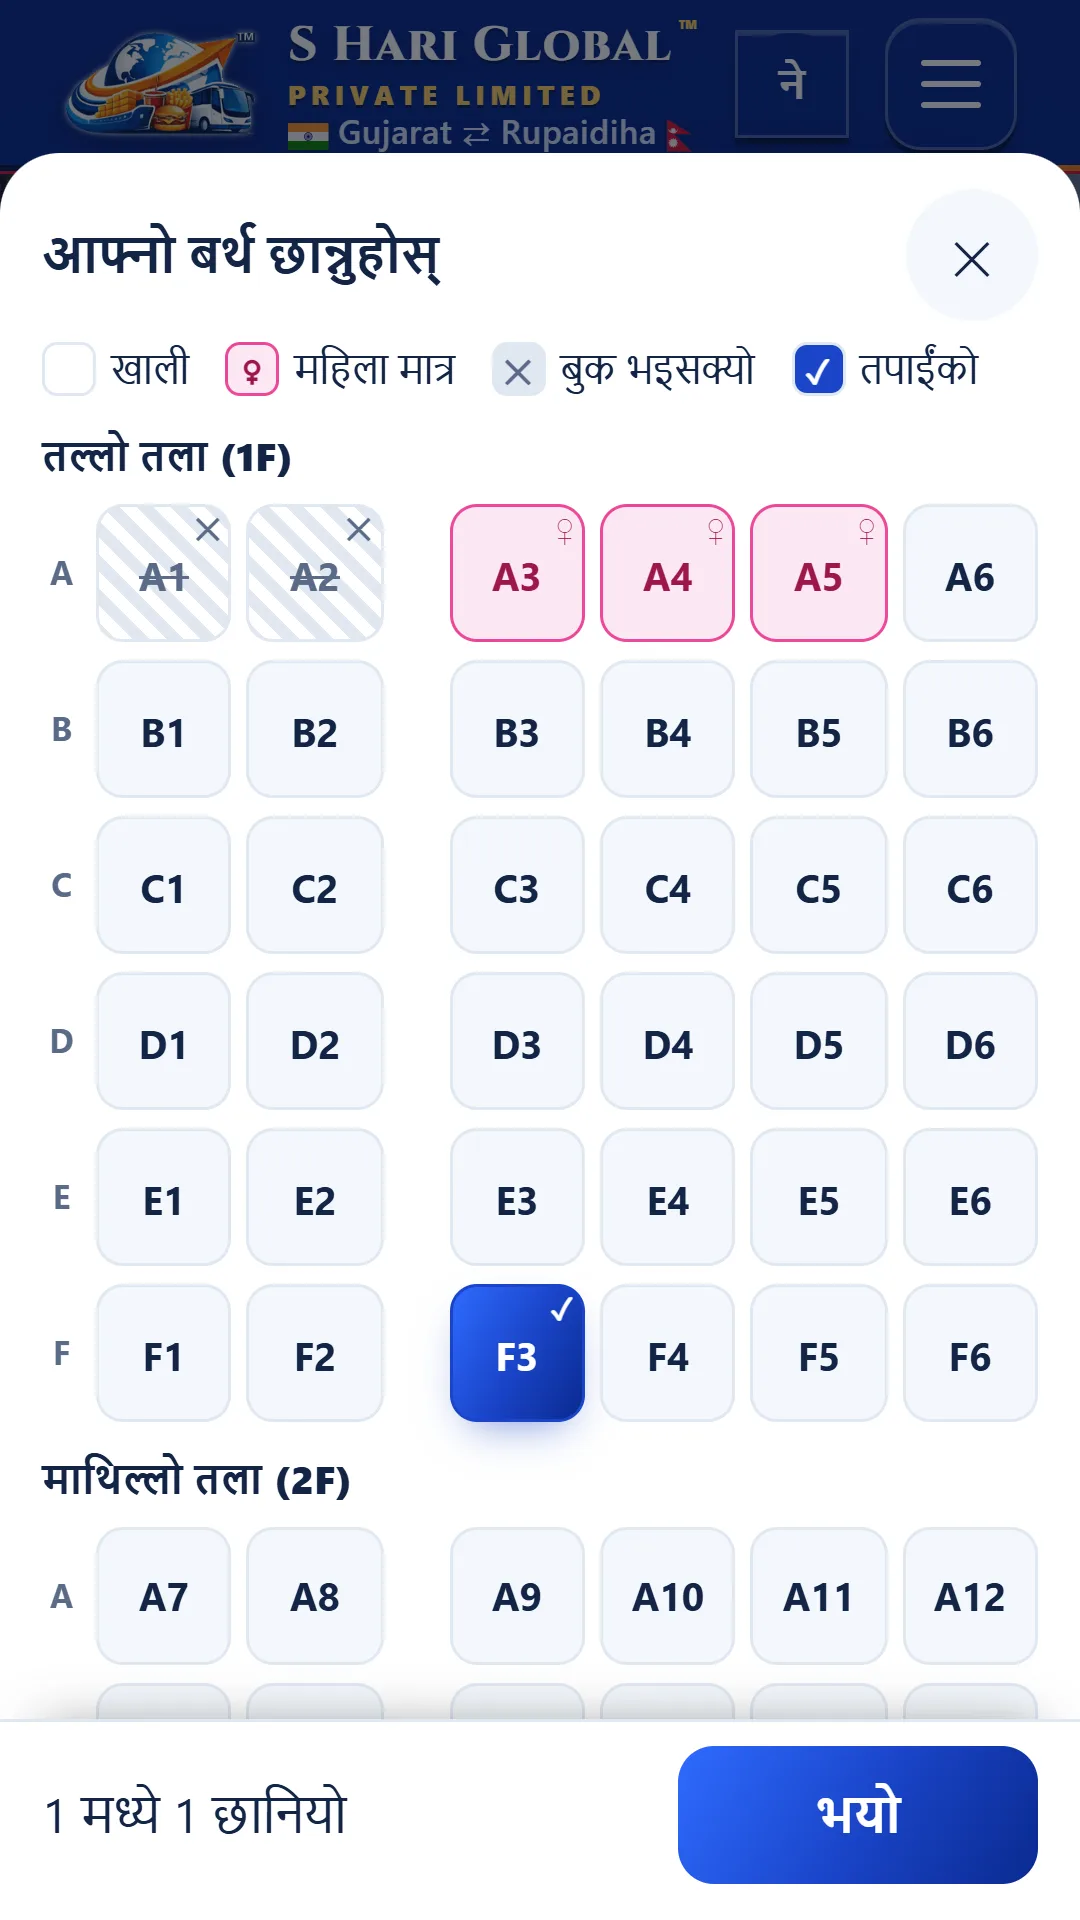 S HARI GLOBAL ™
PRIVATE LIMITED
Gujarat ⇄ Rupaidiha
ने
TM
आफ्नो बर्थ छान्नुहोस्
×
खाली ♀ महिला मात्र × बुक भइसक्यो ✓ तपाईंको
तल्लो तला (1F)
A A1 × A2 × A3 ♀ A4 ♀ A5 ♀ A6
B B1 B2 B3 B4 B5 B6
C C1 C2 C3 C4 C5 C6
D D1 D2 D3 D4 D5 D6
E E1 E2 E3 E4 E5 E6
F F1 F2 F3 ✓ F4 F5 F6
माथिल्लो तला (2F)
A A7 A8 A9 A10 A11 A12
1 मध्ये 1 छानियो
भयो